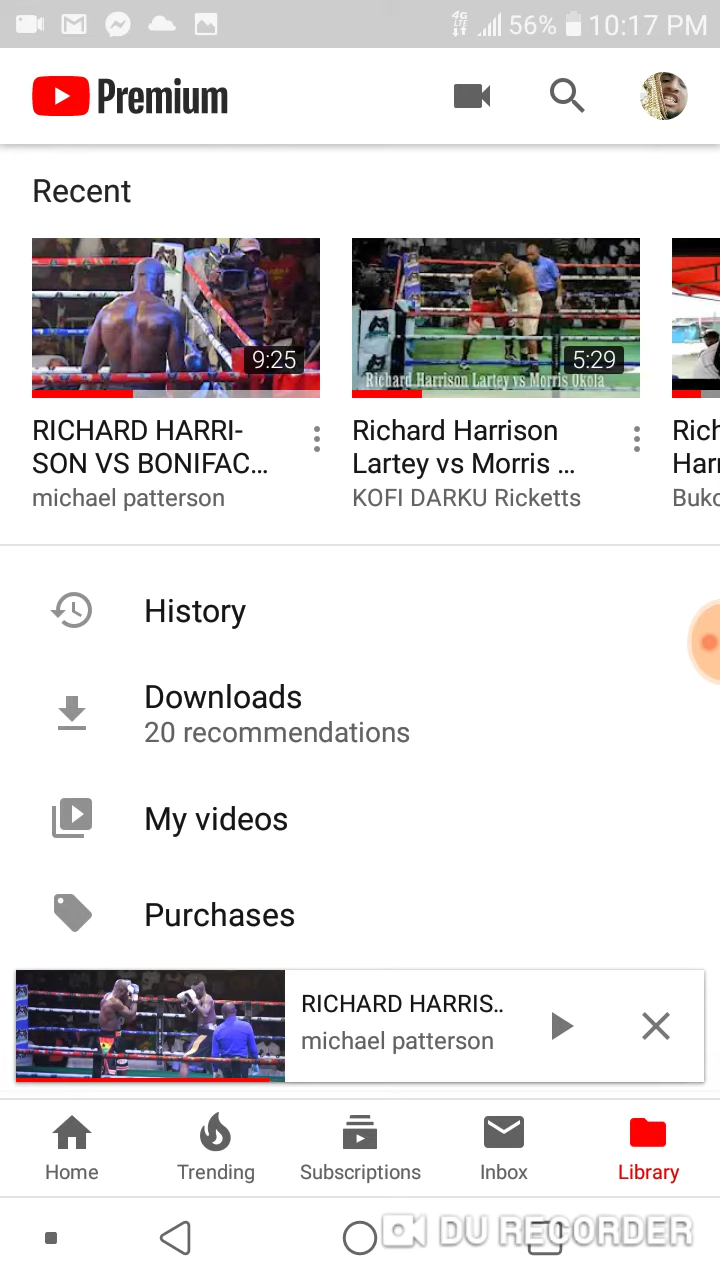 4G LTE 56% 10:17 PM
Premium
Recent
9:25
5:29
Richard Harrison Lartey vs Morris Okola
RICHARD HARRI-
SON VS BONIFAC...
michael patterson
Richard Harrison
Lartey vs Morris ...
KOFI DARKU Ricketts
Rich
Harr
Buko
History
Downloads
20 recommendations
My videos
Purchases
RICHARD HARRIS..
michael patterson
Home
Trending
Subscriptions
Inbox
Library
DU RECORDER